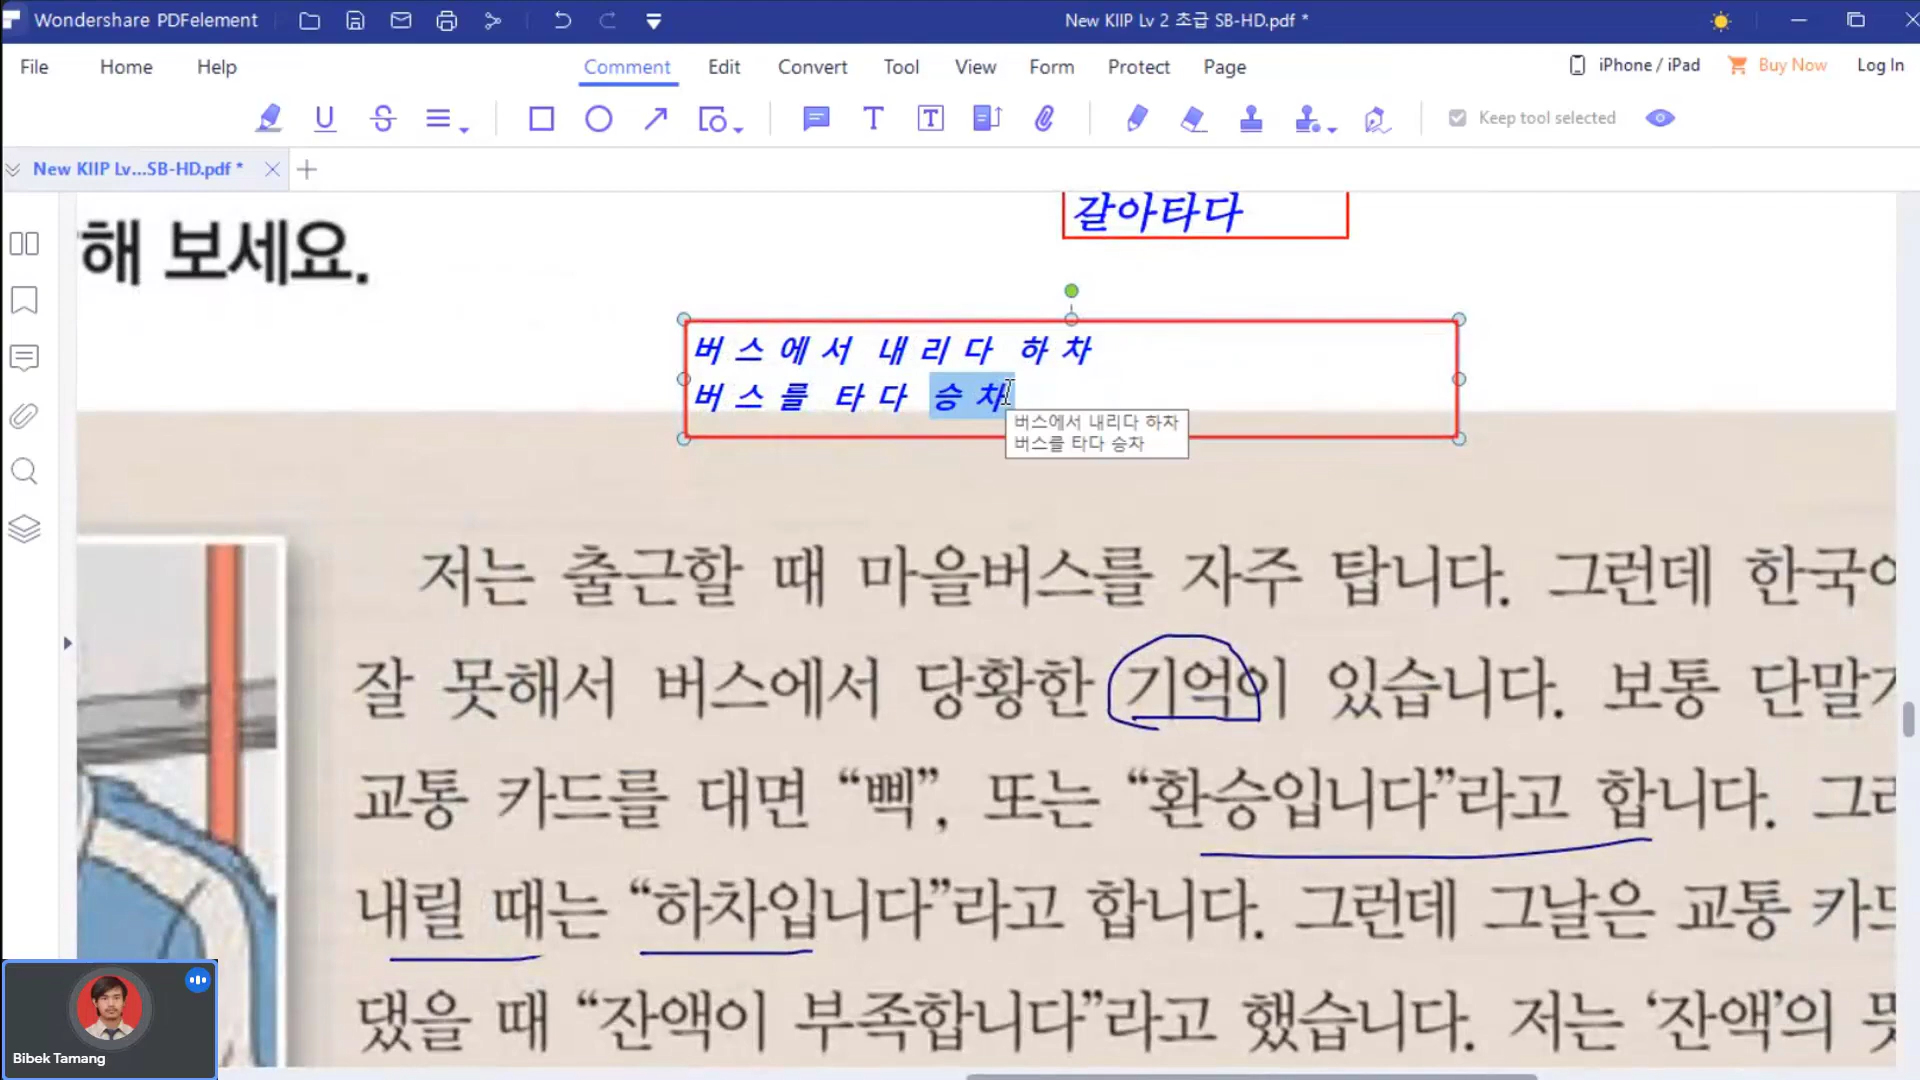 Wondershare PDFelement
New KIIP Lv 2 초급 SB-HD.pdf *
File Home Help Comment Edit Convert Tool View Form Protect Page iPhone / iPad Buy Now Log In
Keep tool selected
New KIIP Lv...SB-HD.pdf *
갈아타다
해 보세요.
버스에서 내리다 하차
버스를 타다 승차
버스에서 내리다 하차
버스를 타다 승차
저는 출근할 때 마을버스를 자주 탑니다. 그런데 한국어
잘 못해서 버스에서 당황한 기억이 있습니다. 보통 단말기
교통 카드를 대면 “삑”, 또는 “환승입니다”라고 합니다. 그리
내릴 때는 “하차입니다”라고 합니다. 그런데 그날은 교통 카드
댔을 때 “잔액이 부족합니다”라고 했습니다. 저는 ‘잔액’의 뜻
Bibek Tamang